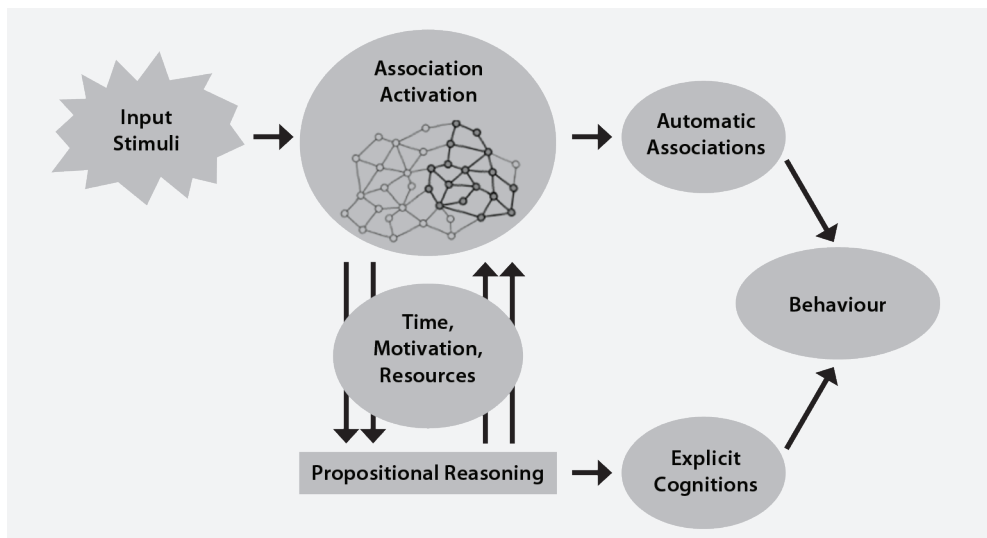 Input
Stimuli
Association
Activation
Automatic
Associations
Behaviour
Time,
Motivation,
Resources
Propositional Reasoning
Explicit
Cognitions